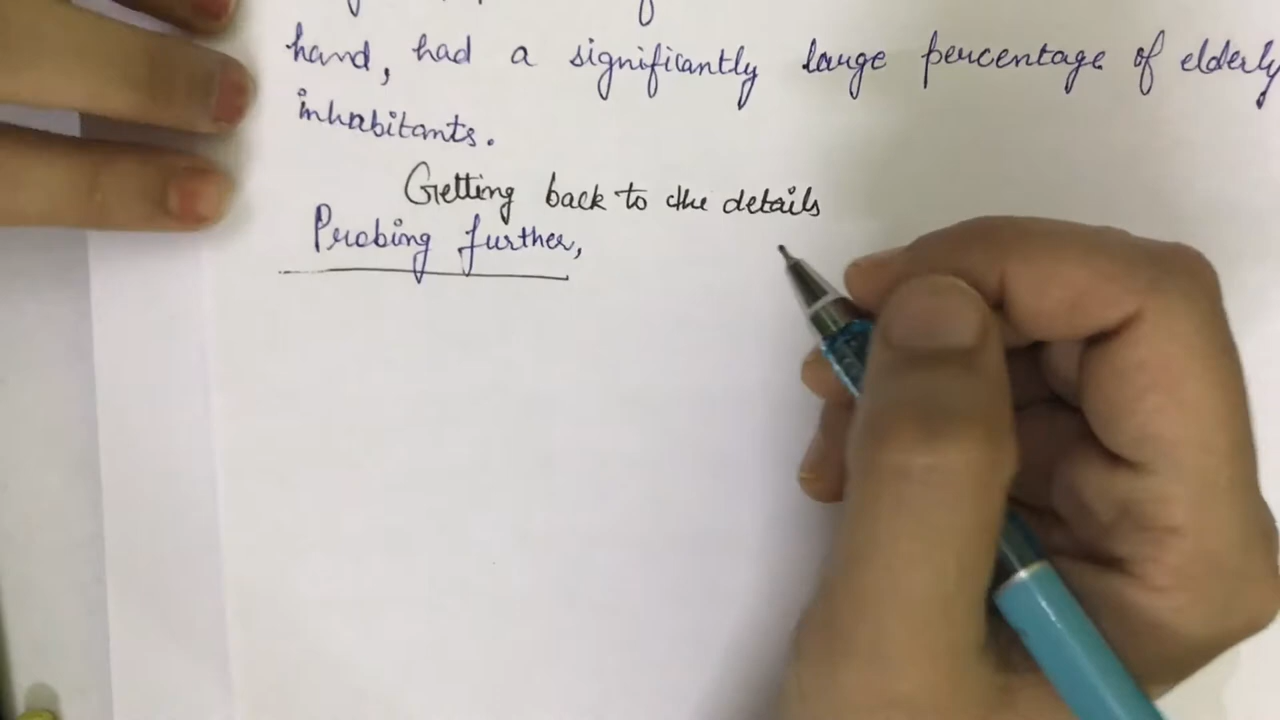 hand, had a significantly large percentage of elderly
inhabitants.
Getting back to the details
Probing further,